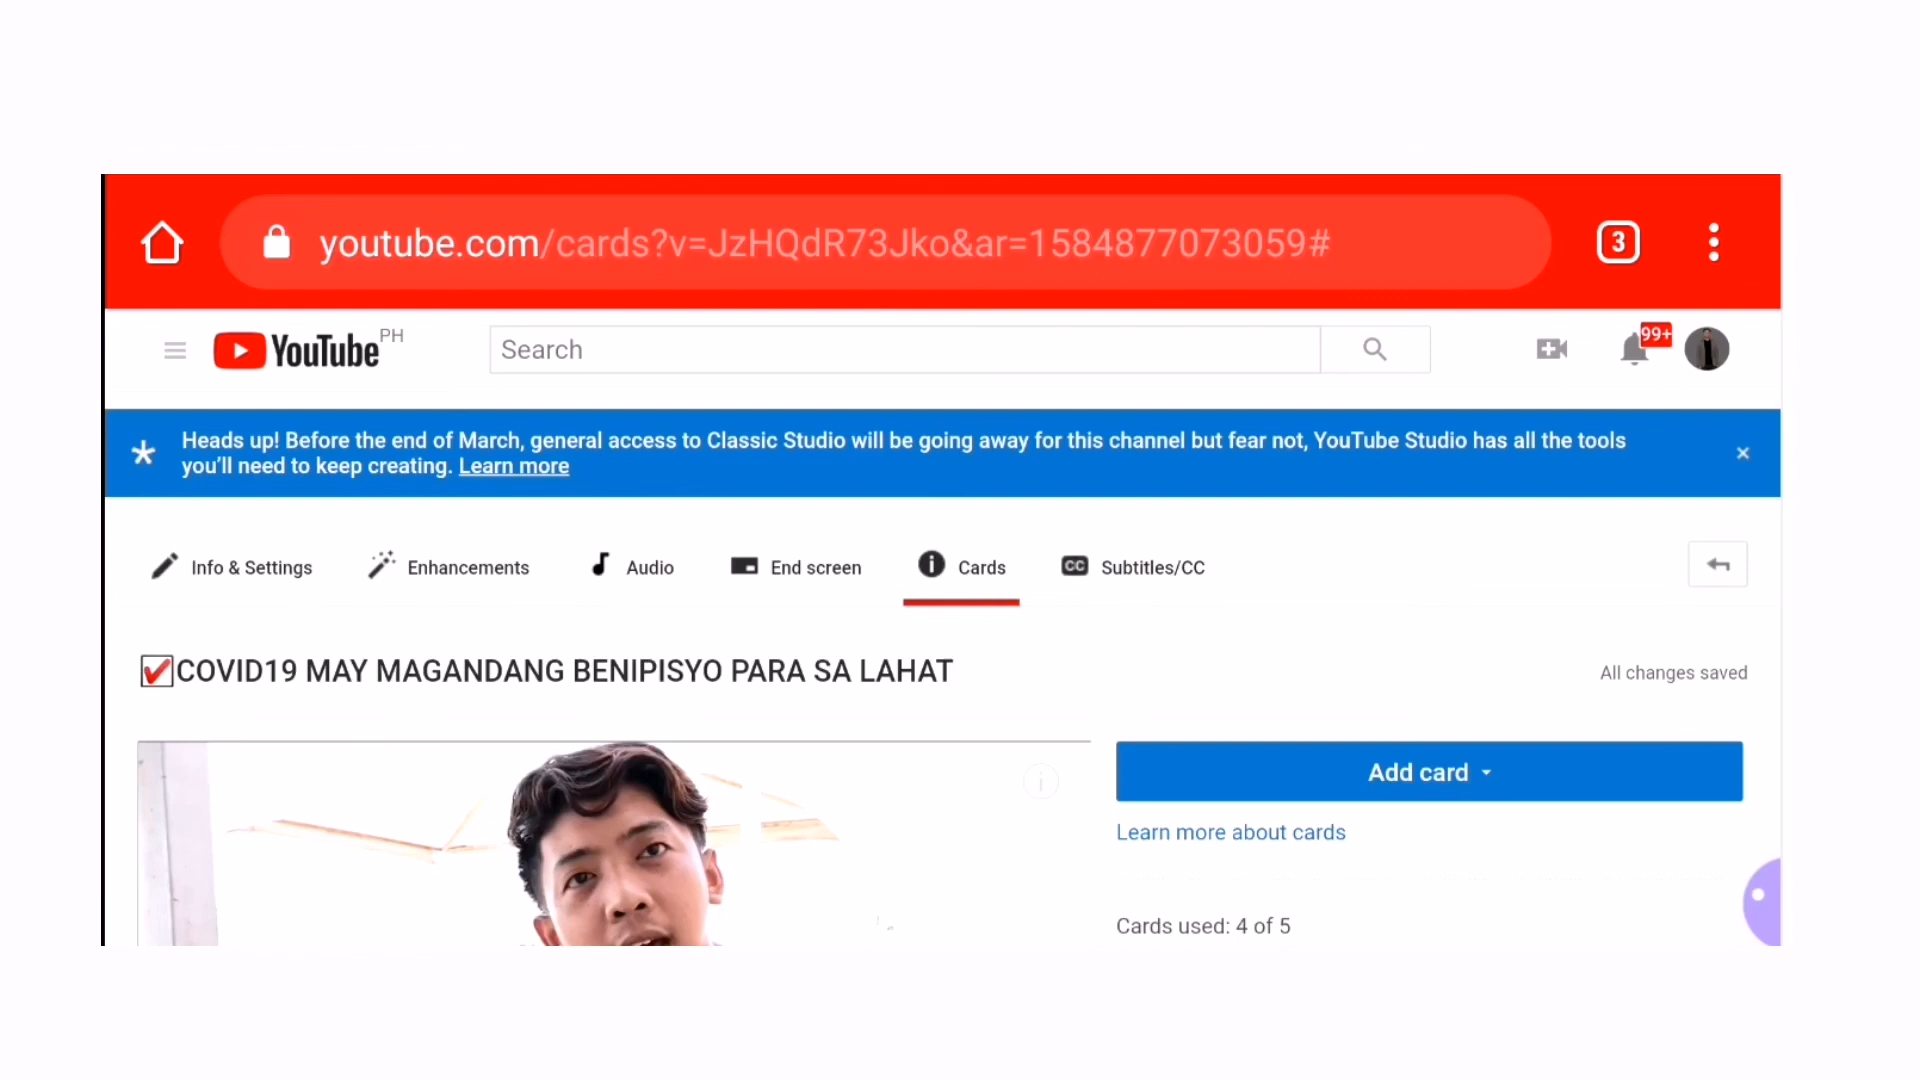 youtube.com/cards?v=JzHQdR73Jko&ar=1584877073059#
3
YouTube PH
Search
99+
Heads up! Before the end of March, general access to Classic Studio will be going away for this channel but fear not, YouTube Studio has all the tools
you'll need to keep creating. Learn more
Info & Settings
Enhancements
Audio
End screen
Cards
CC Subtitles/CC
COVID19 MAY MAGANDANG BENIPISYO PARA SA LAHAT
All changes saved
Add card
Learn more about cards
Cards used: 4 of 5